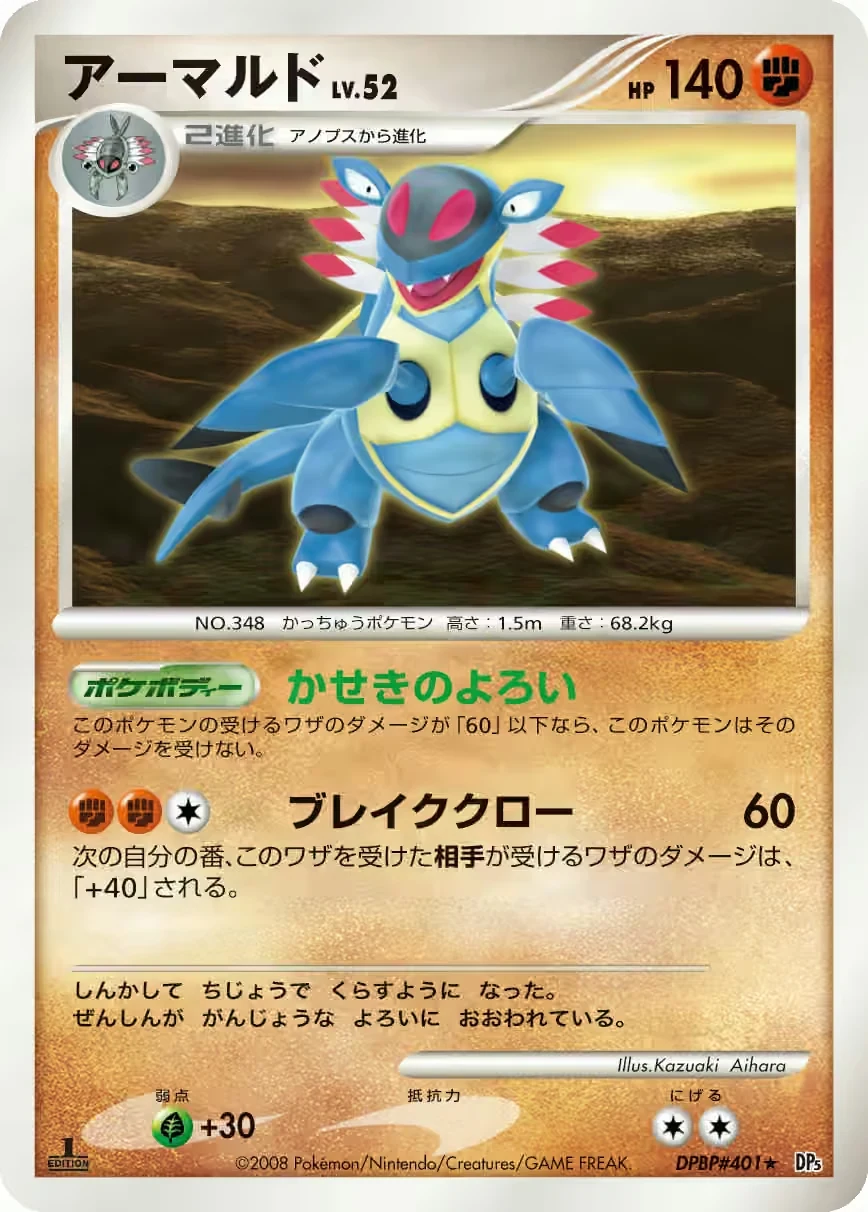 アーマルド LV.52 HP 140
2進化 アノプスから進化
NO.348 かっちゅうポケモン 高さ：1.5m 重さ：68.2kg
ポケボディー かせきのよろい
このポケモンの受けるワザのダメージが「60」以下なら、このポケモンはその
ダメージを受けない。
ブレイククロー 60
次の自分の番、このワザを受けた相手が受けるワザのダメージは、
「+40」される。
しんかして ちじょうで くらすように なった。
ぜんしんが がんじょうな よろいに おおわれている。
Illus.Kazuaki Aihara
弱点 抵抗力 にげる
+30
1 EDITION
©2008 Pokémon/Nintendo/Creatures/GAME FREAK. DPBP#401★ DP5